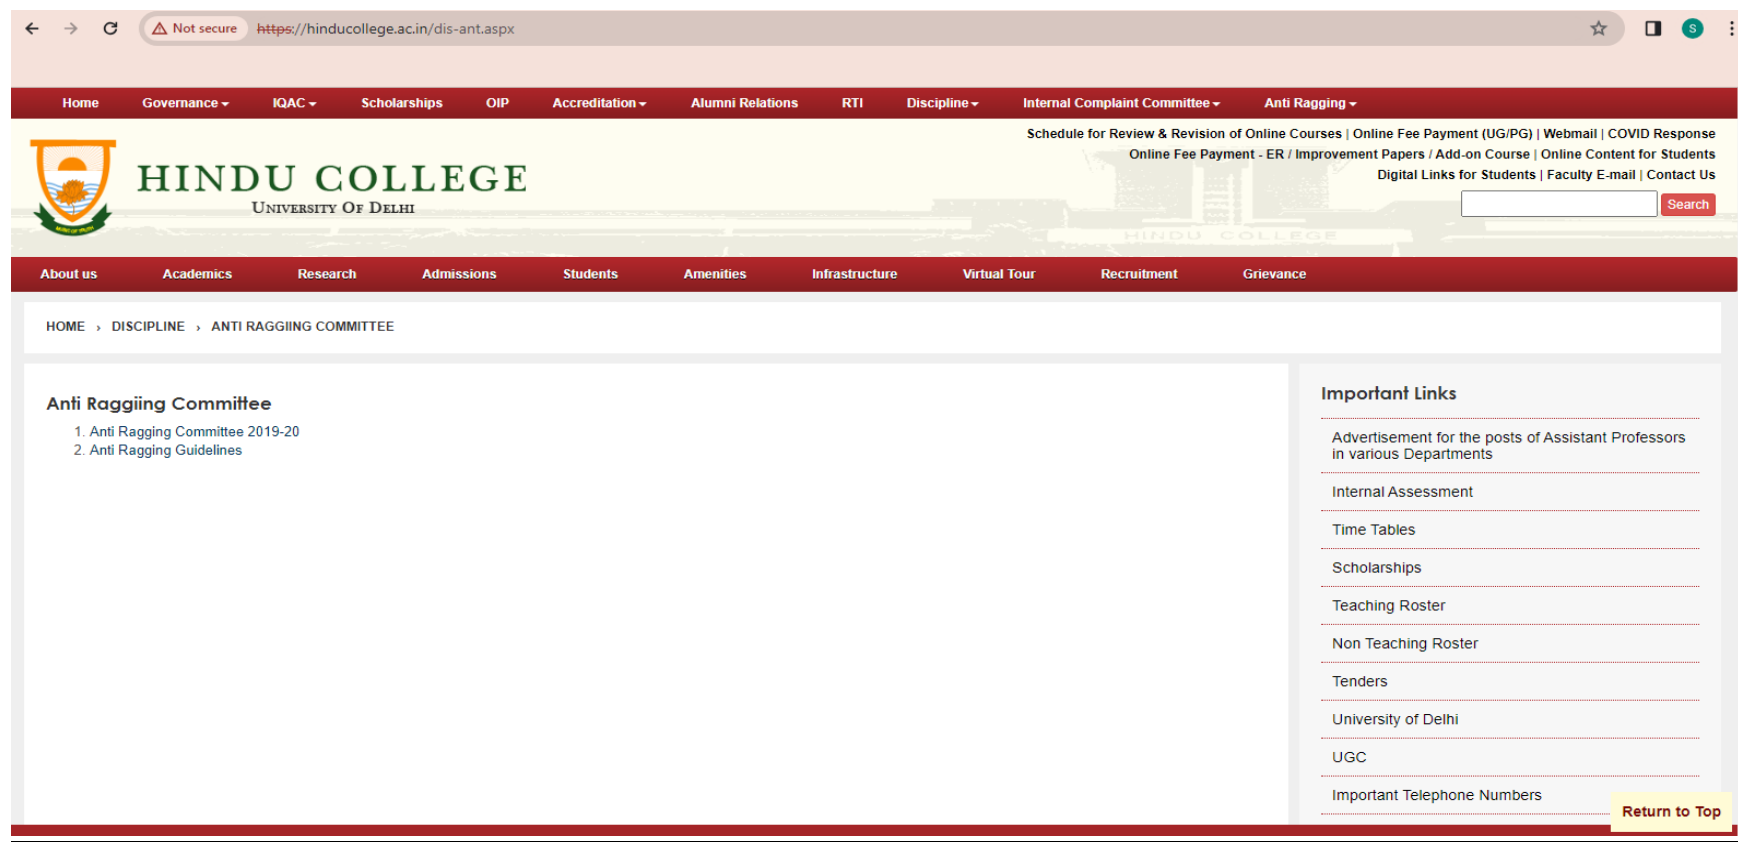 Not secure https://hinducollege.ac.in/dis-ant.aspx S
Home Governance IQAC Scholarships OIP Accreditation Alumni Relations RTI Discipline Internal Complaint Committee Anti Ragging
Schedule for Review & Revision of Online Courses | Online Fee Payment (UG/PG) | Webmail | COVID Response
Online Fee Payment - ER / Improvement Papers / Add-on Course | Online Content for Students
Digital Links for Students | Faculty E-mail | Contact Us
HINDU COLLEGE
UNIVERSITY OF DELHI
Search
MUSIC OF TRUTH
HINDU COLLEGE
About us Academics Research Admissions Students Amenities Infrastructure Virtual Tour Recruitment Grievance
HOME › DISCIPLINE › ANTI RAGGIING COMMITTEE
Anti Raggiing Committee
1. Anti Ragging Committee 2019-20
2. Anti Ragging Guidelines
Important Links
Advertisement for the posts of Assistant Professors
in various Departments
Internal Assessment
Time Tables
Scholarships
Teaching Roster
Non Teaching Roster
Tenders
University of Delhi
UGC
Important Telephone Numbers
Return to Top